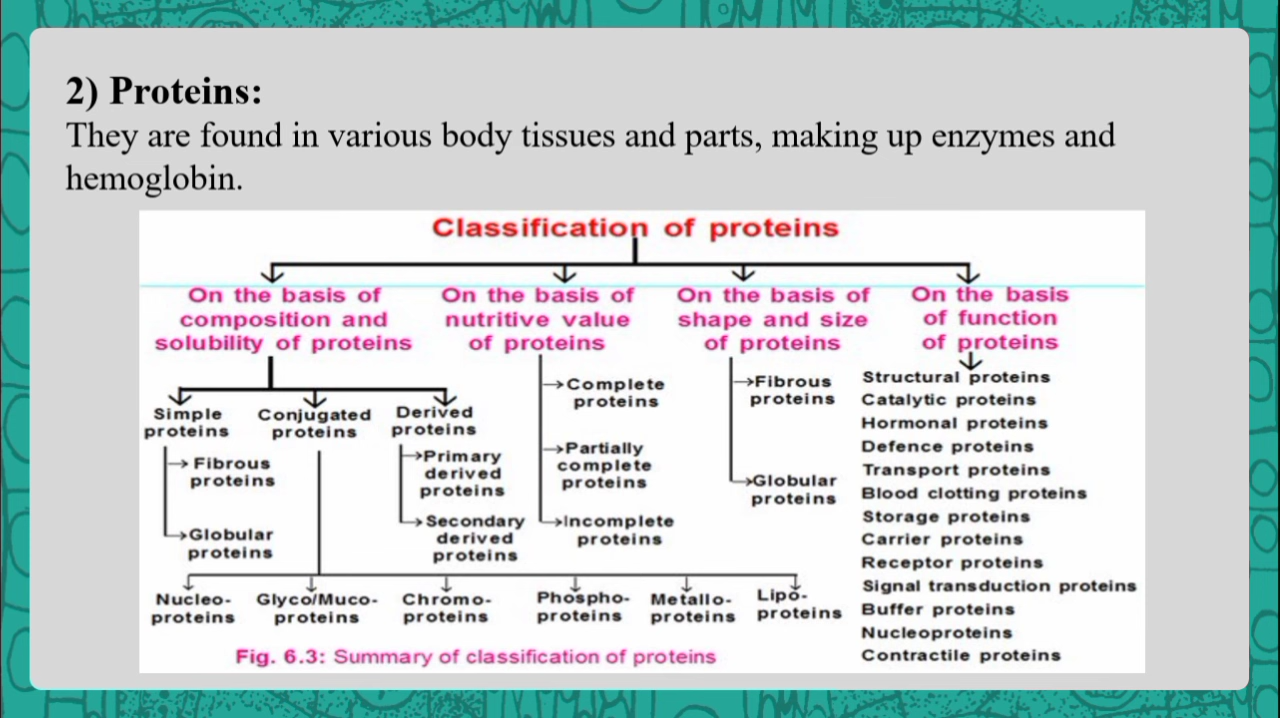 2) Proteins:
They are found in various body tissues and parts, making up enzymes and
hemoglobin.
Classification of proteins
On the basis of
composition and
solubility of proteins
On the basis of
nutritive value
of proteins
On the basis of
shape and size
of proteins
On the basis
of function
of proteins
Simple
proteins
Conjugated
proteins
Derived
proteins
Fibrous
proteins
Globular
proteins
Primary
derived
proteins
Secondary
derived
proteins
Complete
proteins
Partially
complete
proteins
Incomplete
proteins
Fibrous
proteins
Globular
proteins
Structural proteins
Catalytic proteins
Hormonal proteins
Defence proteins
Transport proteins
Blood clotting proteins
Storage proteins
Carrier proteins
Receptor proteins
Signal transduction proteins
Buffer proteins
Nucleoproteins
Contractile proteins
Nucleo-
proteins
Glyco/Muco-
proteins
Chromo-
proteins
Phospho-
proteins
Metallo-
proteins
Lipo-
proteins
Fig. 6.3: Summary of classification of proteins